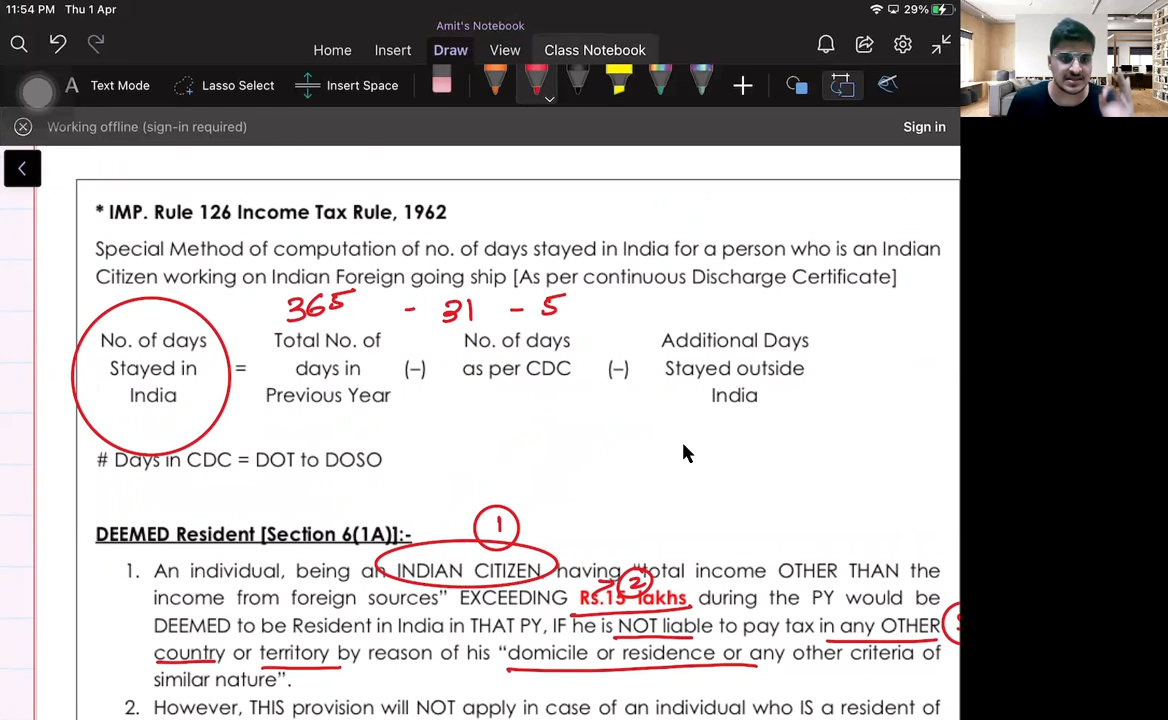 11:54 PM Thu 1 Apr
29%
Amit's Notebook
Home Insert Draw View Class Notebook
A Text Mode Lasso Select Insert Space
Working offline (sign-in required) Sign in
* IMP. Rule 126 Income Tax Rule, 1962
Special Method of computation of no. of days stayed in India for a person who is an Indian
Citizen working on Indian Foreign going ship [As per continuous Discharge Certificate]
365 - 31 - 5
No. of days Total No. of No. of days Additional Days
Stayed in = days in (–) as per CDC (–) Stayed outside
India Previous Year India
# Days in CDC = DOT to DOSO
1
DEEMED Resident [Section 6(1A)]:-
1. An individual, being an INDIAN CITIZEN having "total income OTHER THAN the
2
income from foreign sources" EXCEEDING Rs.15 lakhs during the PY would be
DEEMED to be Resident in India in THAT PY, IF he is NOT liable to pay tax in any OTHER
country or territory by reason of his "domicile or residence or any other criteria of
similar nature".
2. However, THIS provision will NOT apply in case of an individual who IS a resident of